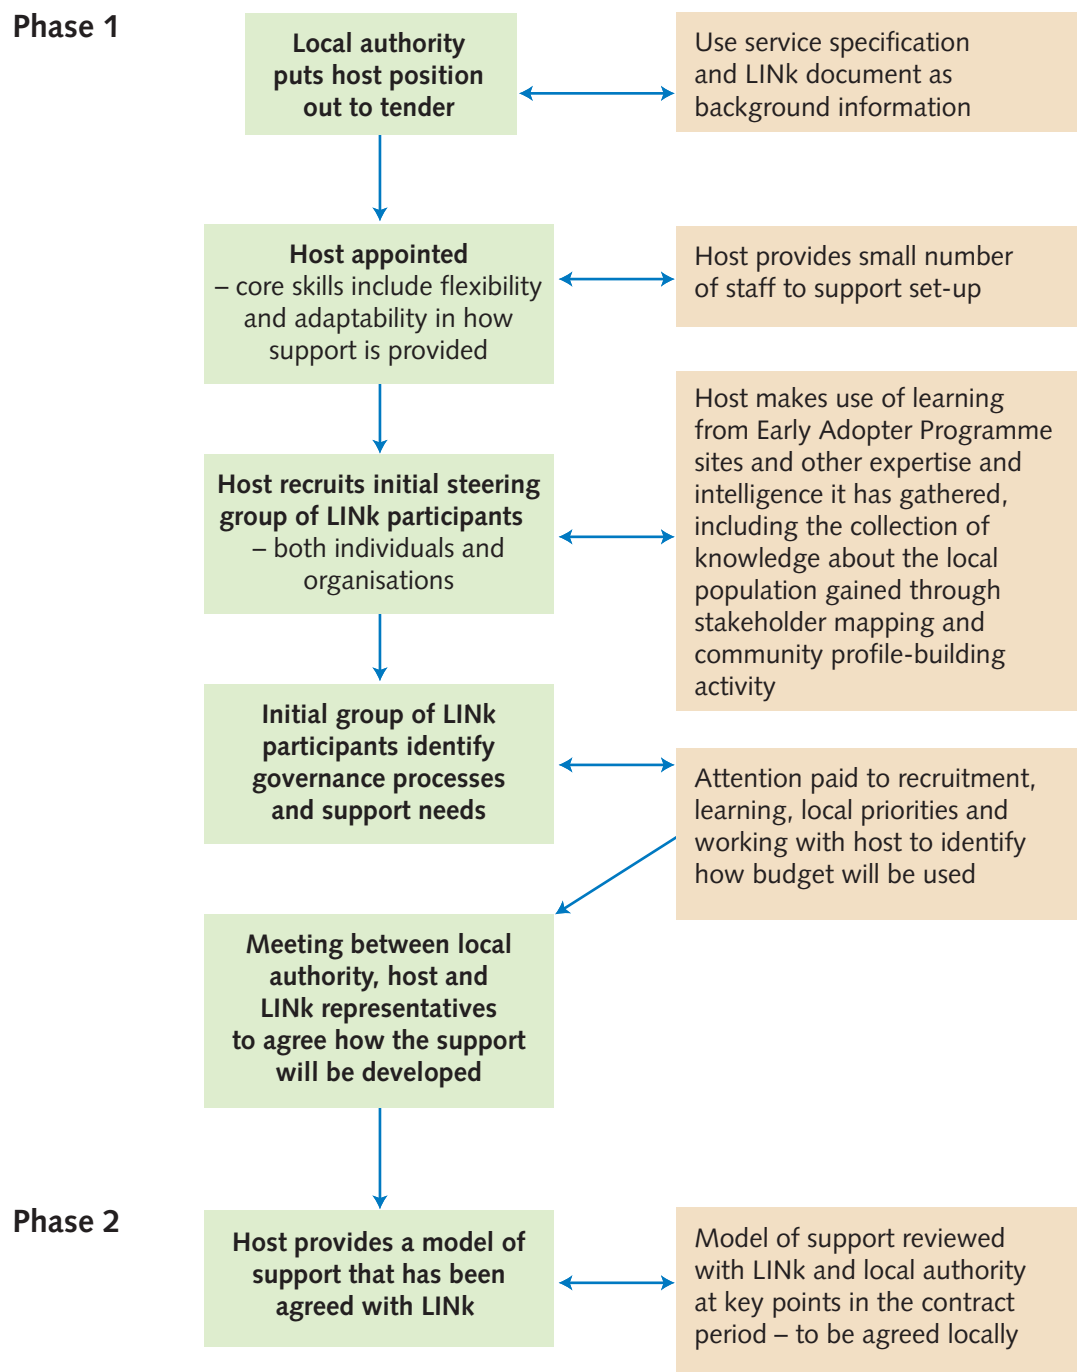 Phase 1
Local authority
puts host position
out to tender
Use service specification
and LINk document as
background information
Host appointed
– core skills include flexibility
and adaptability in how
support is provided
Host provides small number
of staff to support set-up
Host recruits initial steering
group of LINk participants
– both individuals and
organisations
Host makes use of learning
from Early Adopter Programme
sites and other expertise and
intelligence it has gathered,
including the collection of
knowledge about the local
population gained through
stakeholder mapping and
community profile-building
activity
Initial group of LINk
participants identify
governance processes
and support needs
Attention paid to recruitment,
learning, local priorities and
working with host to identify
how budget will be used
Meeting between local
authority, host and
LINk representatives
to agree how the support
will be developed
Phase 2
Host provides a model of
support that has been
agreed with LINk
Model of support reviewed
with LINk and local authority
at key points in the contract
period – to be agreed locally